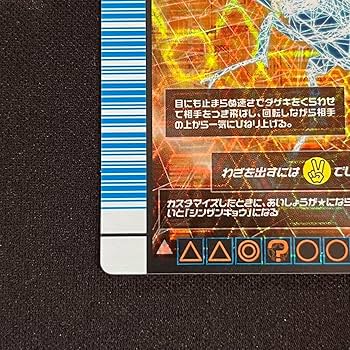 目にも止まらぬ速さでダゲキをくらわせ
て相手をつき飛ばし、回転しながら相手
の上から一気にひねり上げる。
わざを出すには でし
カスタマイズしたときに、あいしょうが★になら
いと「シンザンキョウ」になる
?